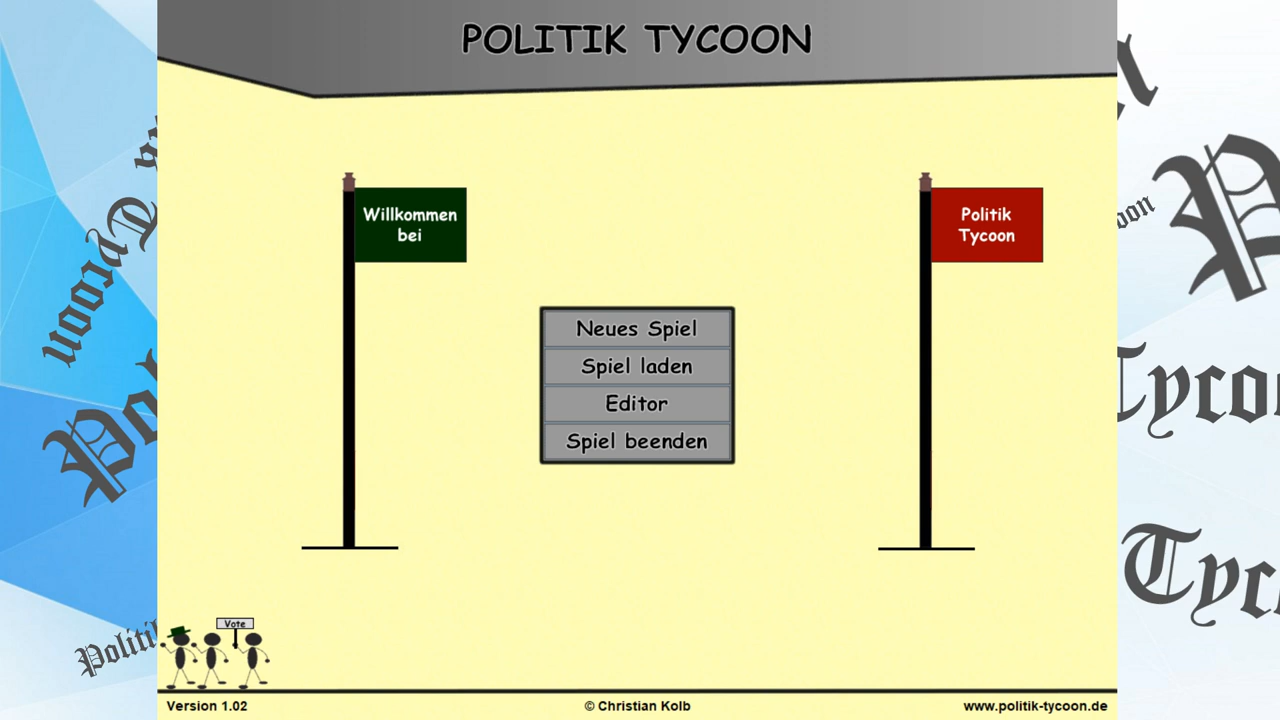 POLITIK TYCOON
Willkommen
bei
Politik
Tycoon
Neues Spiel
Spiel laden
Editor
Spiel beenden
Vote
Version 1.02
© Christian Kolb
www.politik-tycoon.de
Tycoon